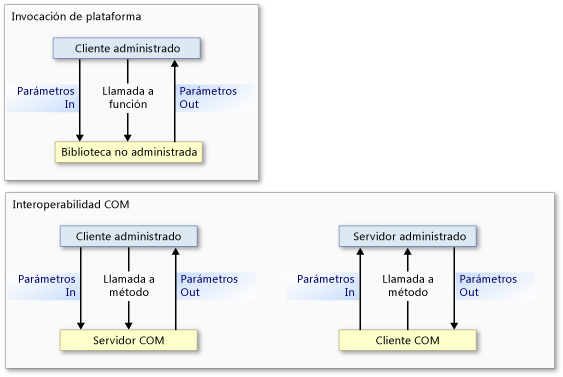 Invocación de plataforma
Cliente administrado
Parámetros In
Llamada a función
Parámetros Out
Biblioteca no administrada
Interoperabilidad COM
Cliente administrado
Parámetros In
Llamada a método
Parámetros Out
Servidor COM
Servidor administrado
Parámetros In
Llamada a método
Parámetros Out
Cliente COM